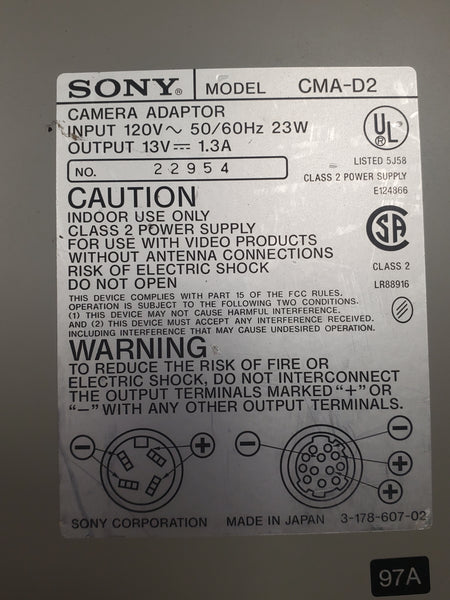 SONY® MODEL CMA-D2
CAMERA ADAPTOR
INPUT 120V～ 50/60Hz 23W
OUTPUT 13V⎓ 1.3A
NO. 22954
UL ®
LISTED 5J58
CLASS 2 POWER SUPPLY
E124866
CAUTION
INDOOR USE ONLY
CLASS 2 POWER SUPPLY
FOR USE WITH VIDEO PRODUCTS
WITHOUT ANTENNA CONNECTIONS
RISK OF ELECTRIC SHOCK
DO NOT OPEN
SA
CLASS 2
LR88916
THIS DEVICE COMPLIES WITH PART 15 OF THE FCC RULES.
OPERATION IS SUBJECT TO THE FOLLOWING TWO CONDITIONS.
(1) THIS DEVICE MAY NOT CAUSE HARMFUL INTERFERENCE.
AND (2) THIS DEVICE MUST ACCEPT ANY INTERFERENCE RECEIVED.
INCLUDING INTERFERENCE THAT MAY CAUSE UNDESIRED OPERATION.
WARNING
TO REDUCE THE RISK OF FIRE OR
ELECTRIC SHOCK, DO NOT INTERCONNECT
THE OUTPUT TERMINALS MARKED "+" OR
"−" WITH ANY OTHER OUTPUT TERMINALS.
− + − −
+
+
SONY CORPORATION MADE IN JAPAN 3-178-607-02
97A